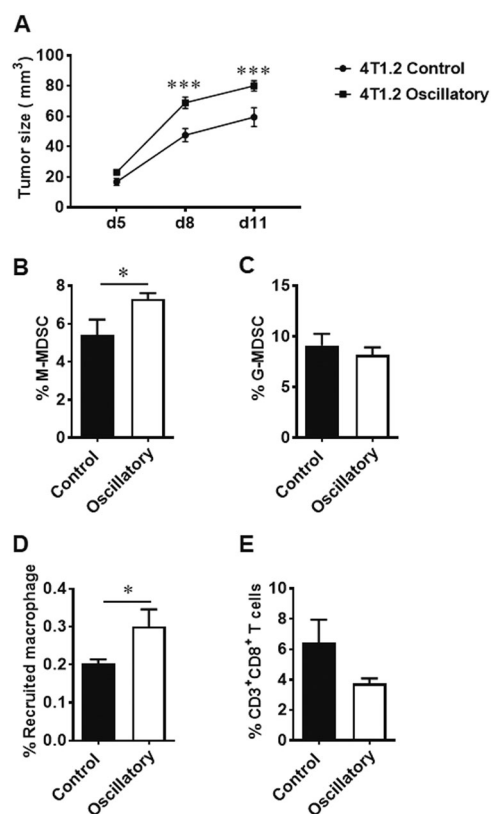 A
Tumor size ( mm³)
100
80
60
40
20
0
d5 d8 d11
*** ***
4T1.2 Control
4T1.2 Oscillatory
B
% M-MDSC
8
6
4
2
0
*
Control
Oscillatory
C
% G-MDSC
15
10
5
0
Control
Oscillatory
D
% Recruited macrophage
0.4
0.3
0.2
0.1
0.0
*
Control
Oscillatory
E
% CD3⁺CD8⁺ T cells
10
8
6
4
2
0
Control
Oscillatory